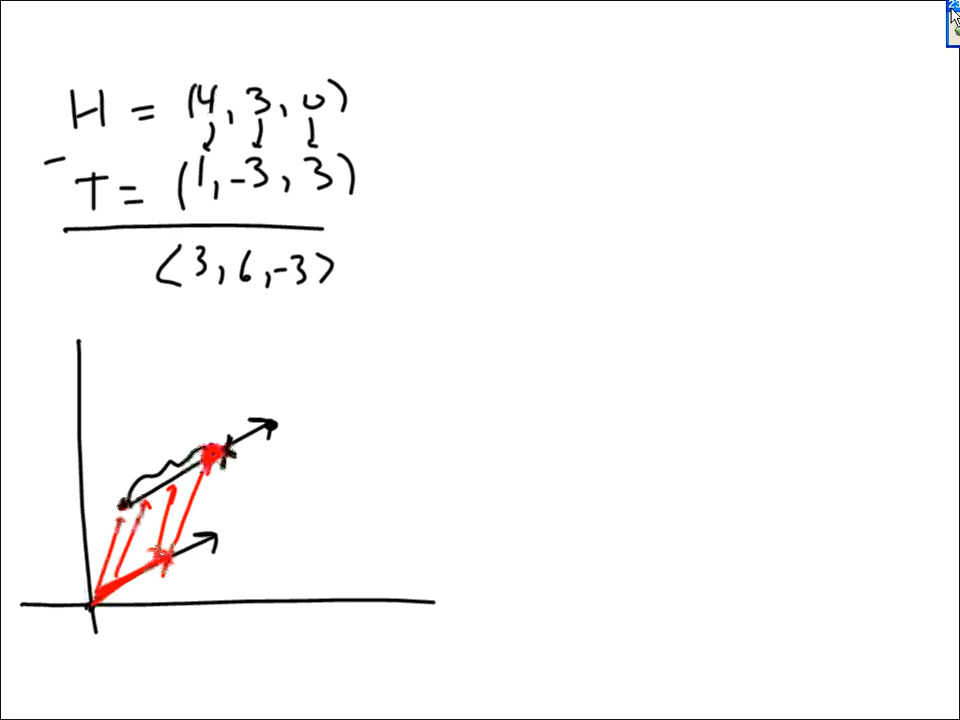 H = (4, 3, 0)
- T = (1, -3, 3)
⟨3, 6, -3⟩